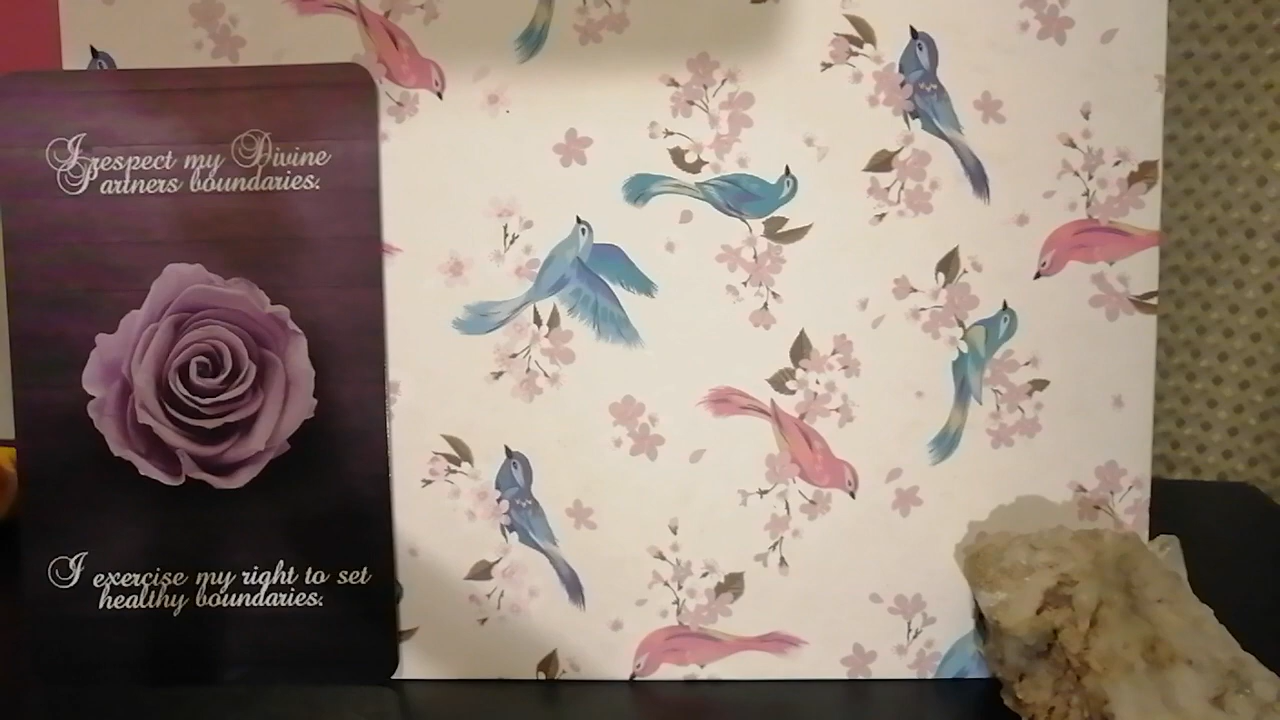 I respect my Divine
Partners boundaries.
I exercise my right to set
healthy boundaries.